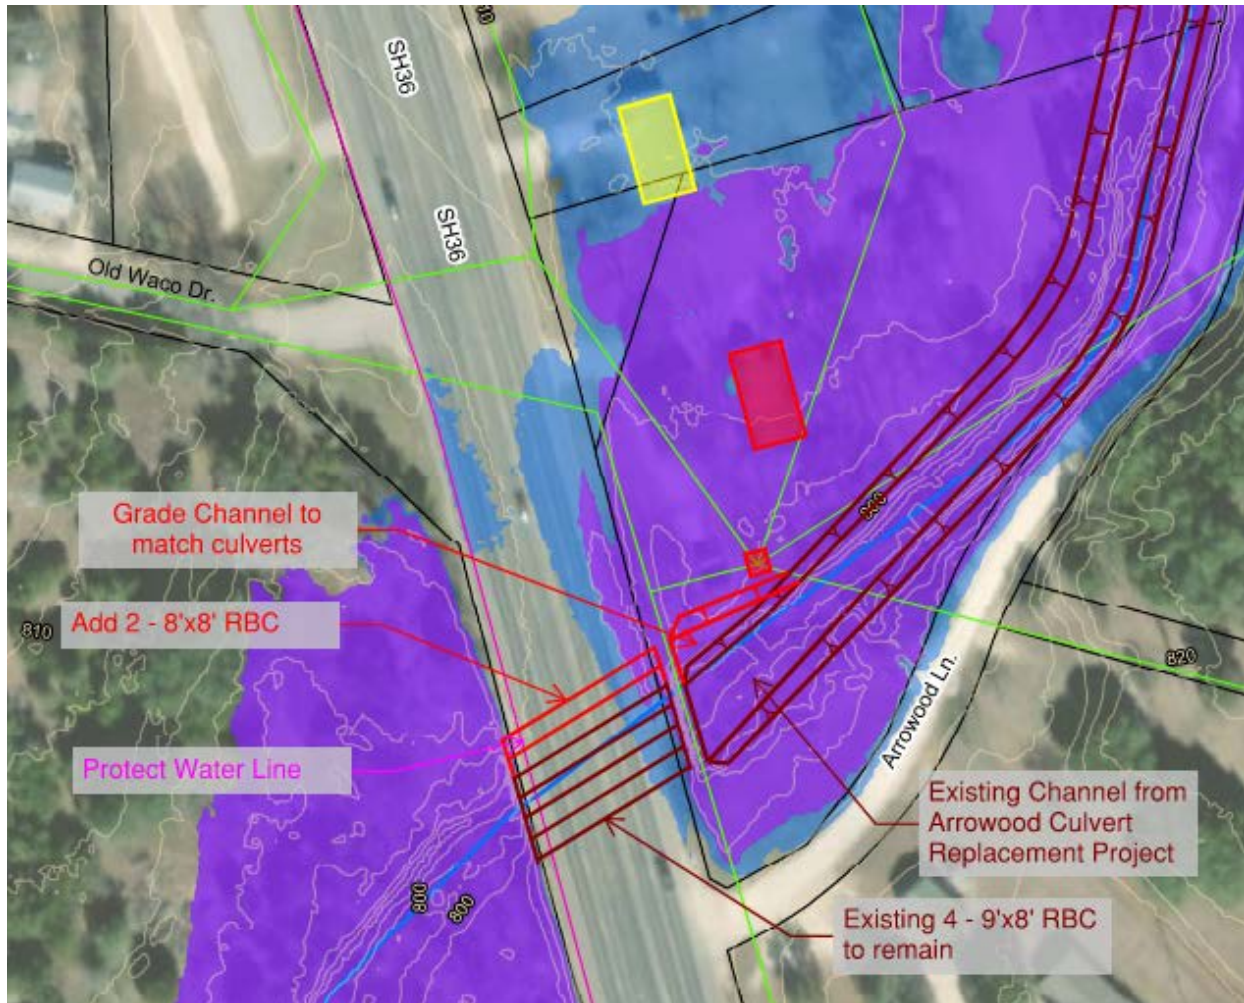 SH36
SH36
Old Waco Dr.
Grade Channel to
match culverts
Add 2 - 8'x8' RBC
810
Protect Water Line
800
800
800
820
Arrowood Ln.
Existing Channel from
Arrowood Culvert
Replacement Project
Existing 4 - 9'x8' RBC
to remain